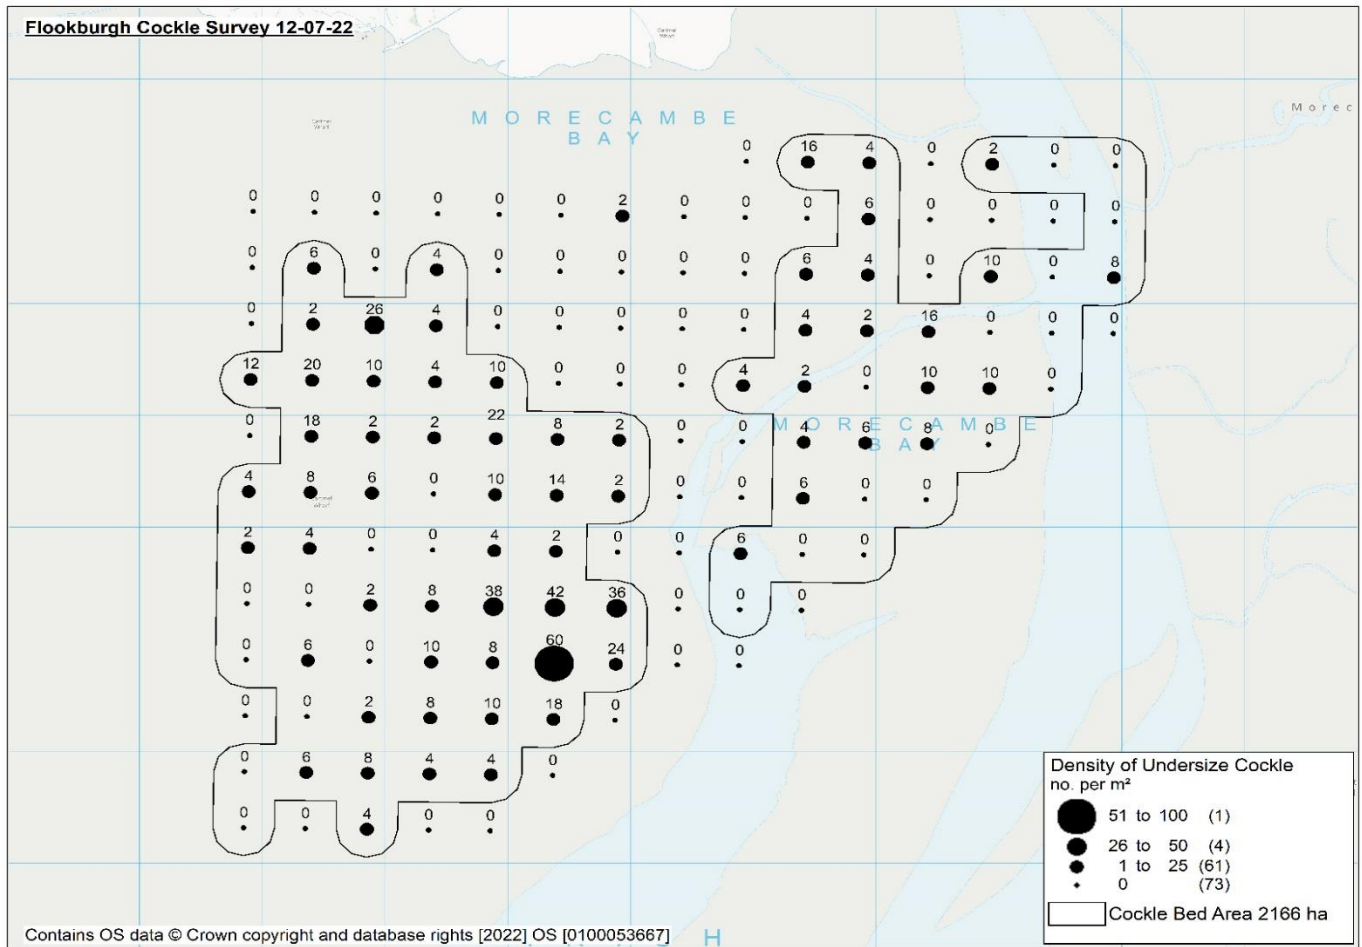 Flookburgh Cockle Survey 12-07-22
Cartmel
Wharf
Morec
Cartmel
Wharf
MORECAMBE
BAY
0 16 4 0 2 0 0
0 0 0 0 0 0 2 0 0 0 6 0 0 0 0
0 6 0 4 0 0 0 0 0 6 4 0 10 0 8
0 2 26 4 0 0 0 0 0 4 2 16 0 0 0
12 20 10 4 10 0 0 0 4 2 0 10 10 0
0 18 2 2 22 8 2 0 0 4 6 8 0
MORECAMBE
BAY
4 8 6 0 10 14 2 0 0 6 0 0
Cartmel
Wharf
2 4 0 0 4 2 0 0 6 0 0
0 0 2 8 38 42 36 0 0 0
0 6 0 10 8 60 24 0 0
0 0 2 8 10 18 0
0 6 8 4 4 0
0 0 4 0 0
Density of Undersize Cockle
no. per m²
51 to 100 (1)
26 to 50 (4)
1 to 25 (61)
0 (73)
Cockle Bed Area 2166 ha
Contains OS data © Crown copyright and database rights [2022] OS [0100053667]
H